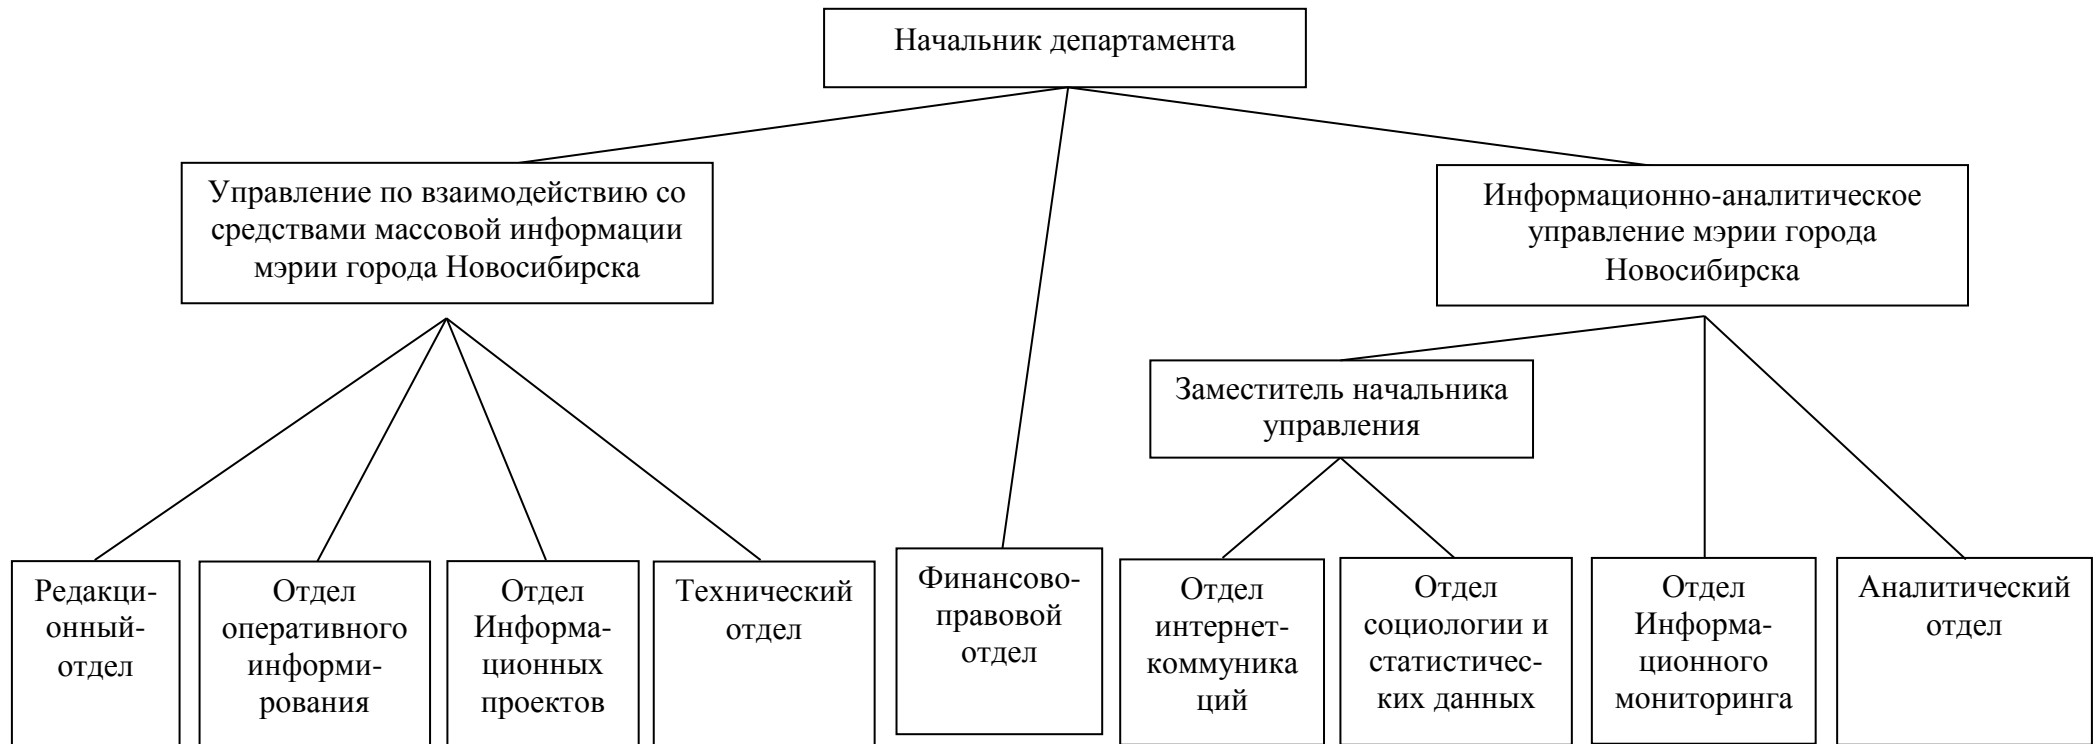 Начальник департамента
Управление по взаимодействию со
средствами массовой информации
мэрии города Новосибирска
Информационно-аналитическое
управление мэрии города
Новосибирска
Заместитель начальника
управления
Редакци-
онный-
отдел
Отдел
оперативного
информи-
рования
Отдел
Информа-
ционных
проектов
Технический
отдел
Финансово-
правовой
отдел
Отдел
интернет-
коммуника
ций
Отдел
социологии и
статистичес-
ких данных
Отдел
Информа-
ционного
мониторинга
Аналитический
отдел